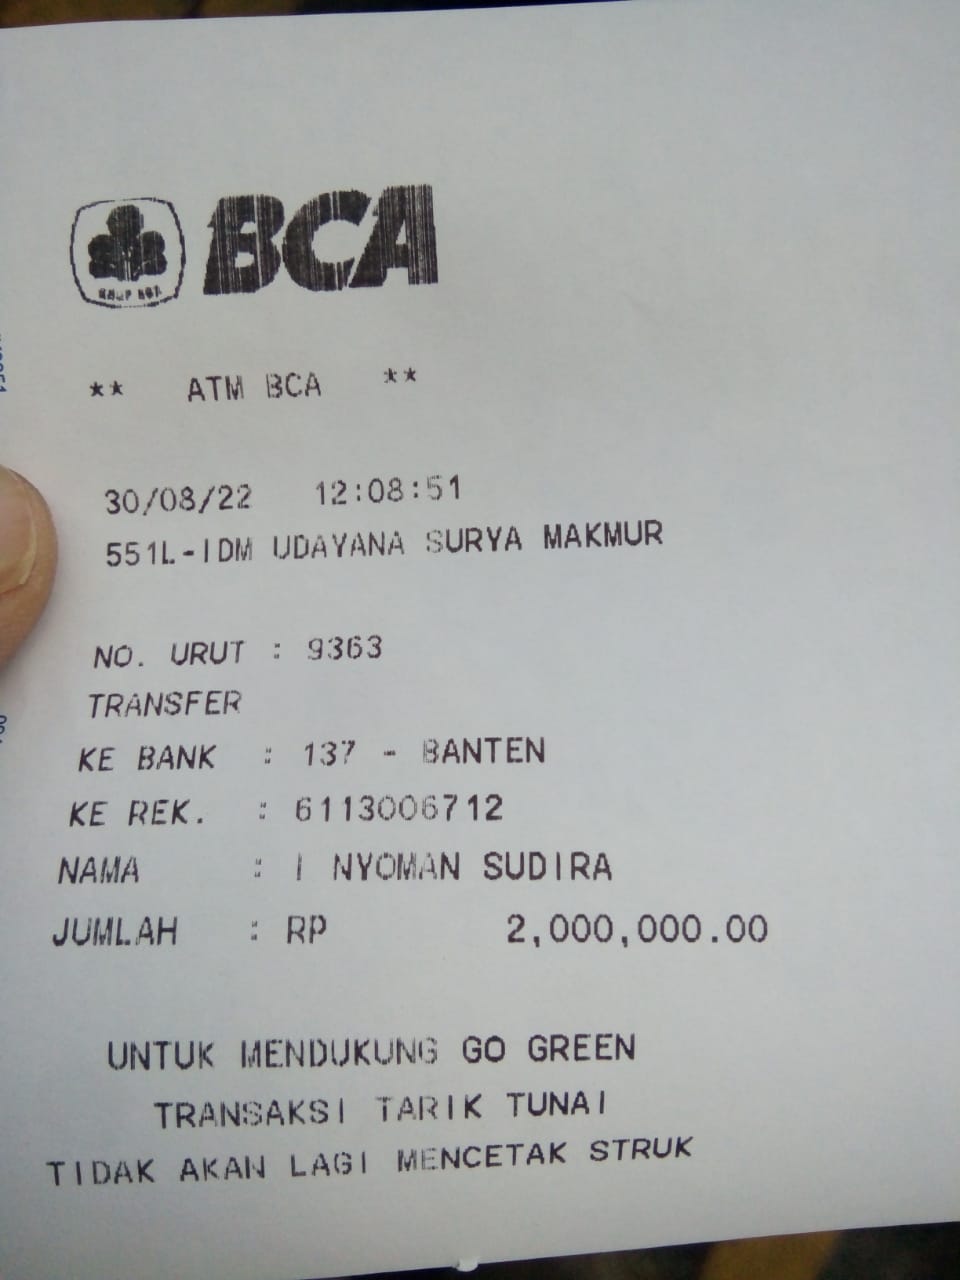 BCA
** ATM BCA **
30/08/22 12:08:51
551L-IDM UDAYANA SURYA MAKMUR
NO. URUT : 9363
TRANSFER
KE BANK : 137 - BANTEN
KE REK. : 6113006712
NAMA : I NYOMAN SUDIRA
JUMLAH : RP 2,000,000.00
UNTUK MENDUKUNG GO GREEN
TRANSAKSI TARIK TUNAI
TIDAK AKAN LAGI MENCETAK STRUK